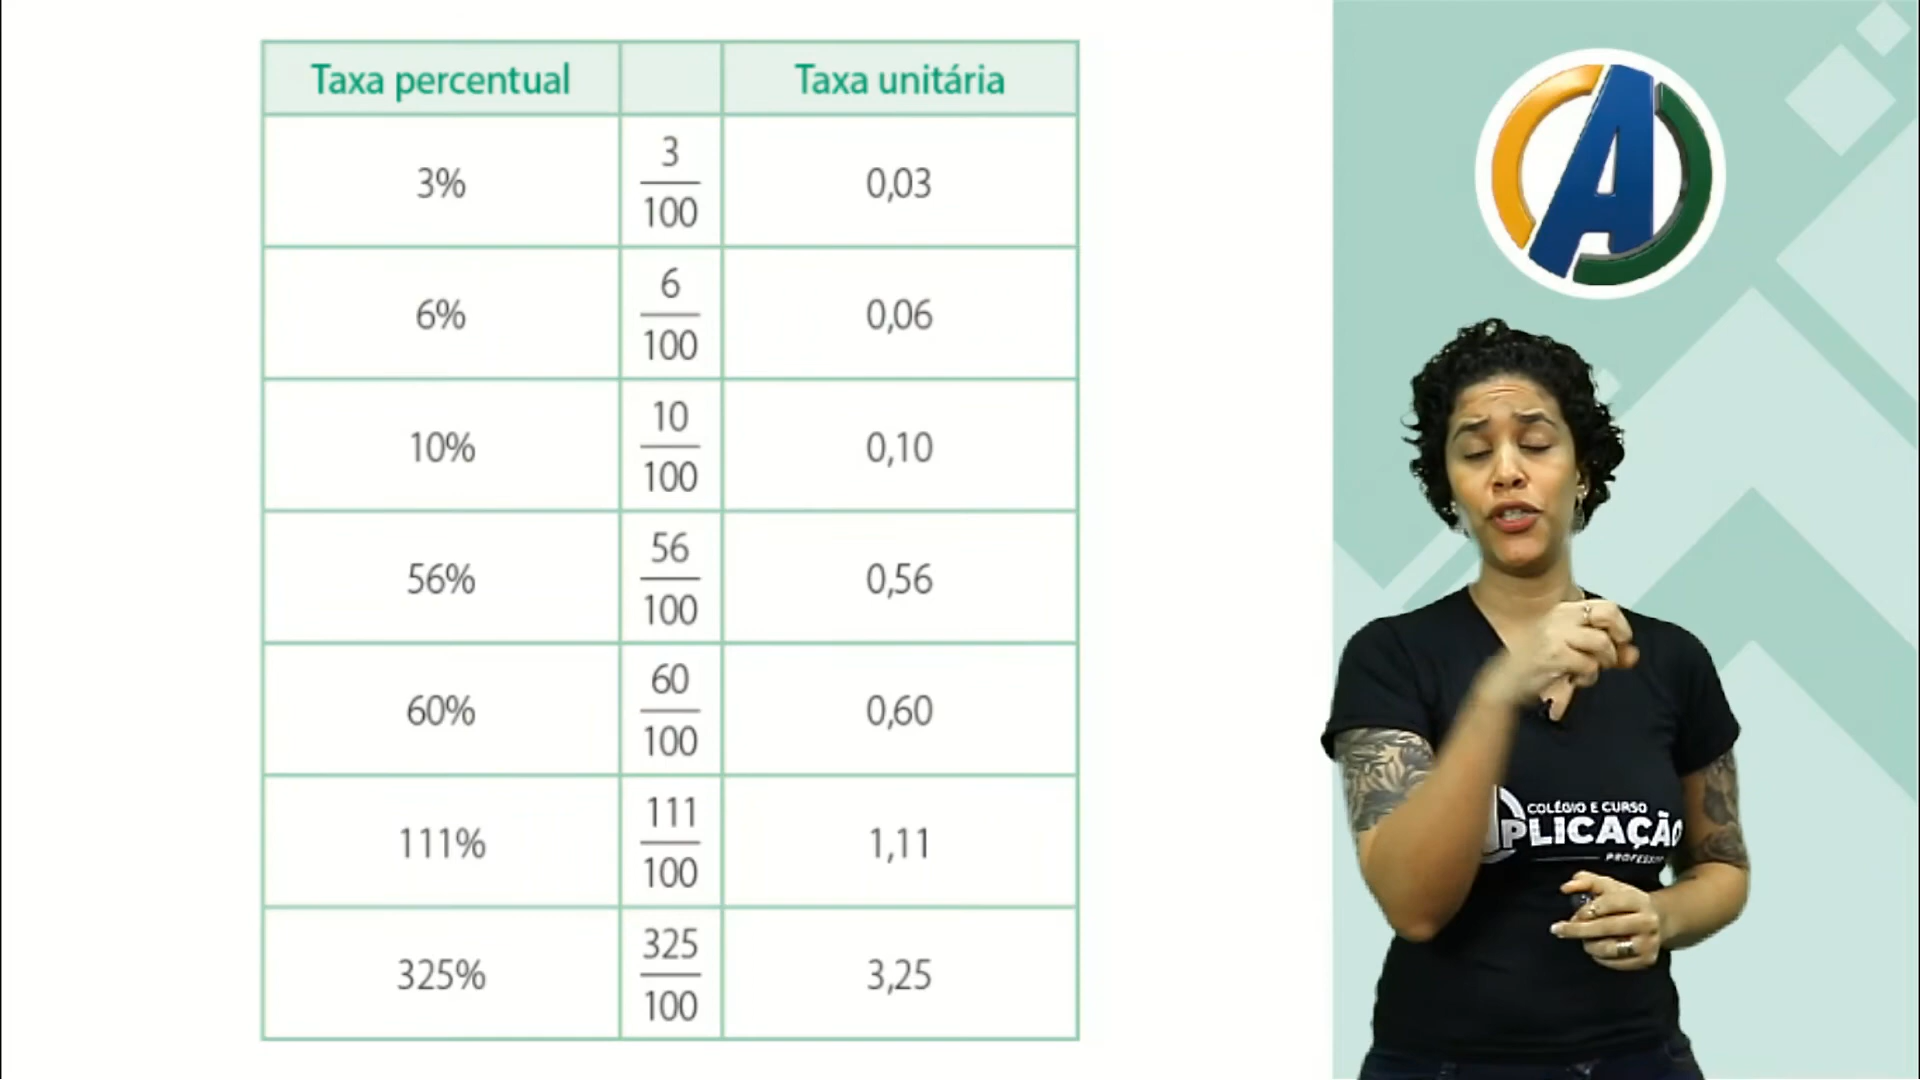 Taxa percentual Taxa unitária
3% 3/100 0,03
6% 6/100 0,06
10% 10/100 0,10
56% 56/100 0,56
60% 60/100 0,60
111% 111/100 1,11
325% 325/100 3,25
A
COLÉGIO E CURSO
PLICAÇÃO